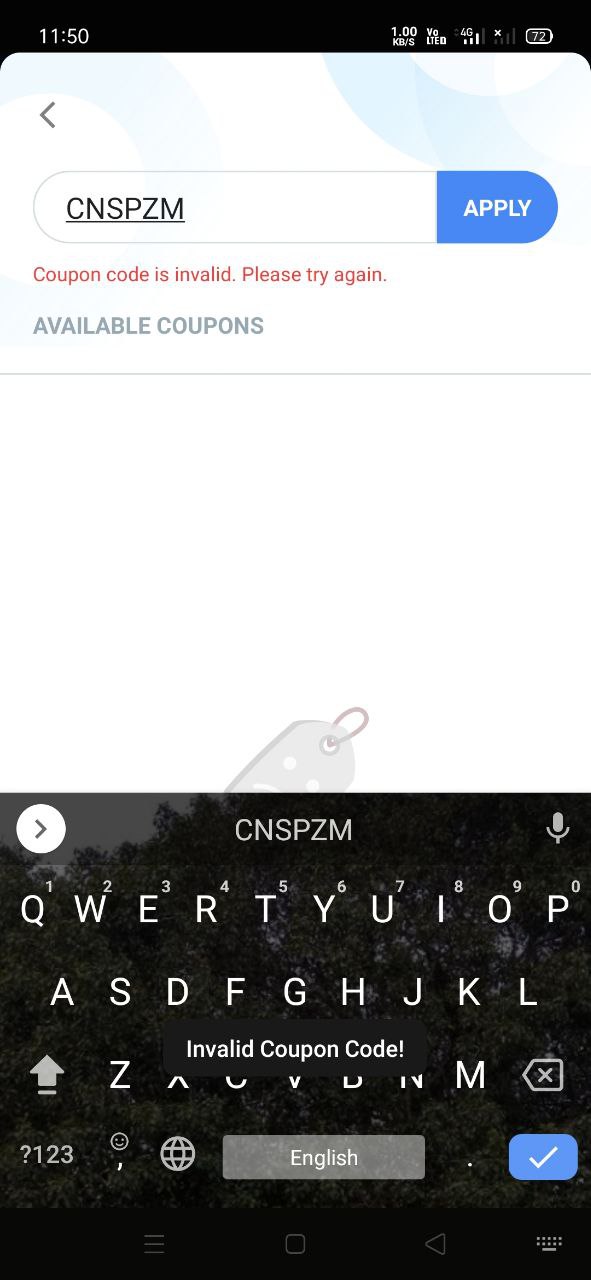 11:50
1.00
KB/S
Vo
LTED
4G
72
CNSPZM
APPLY
Coupon code is invalid. Please try again.
AVAILABLE COUPONS
CNSPZM
1 2 3 4 5 6 7 8 9 0
Q W E R T Y U I O P
A S D F G H J K L
Invalid Coupon Code!
Z X C V B N M
?123
,
English
.